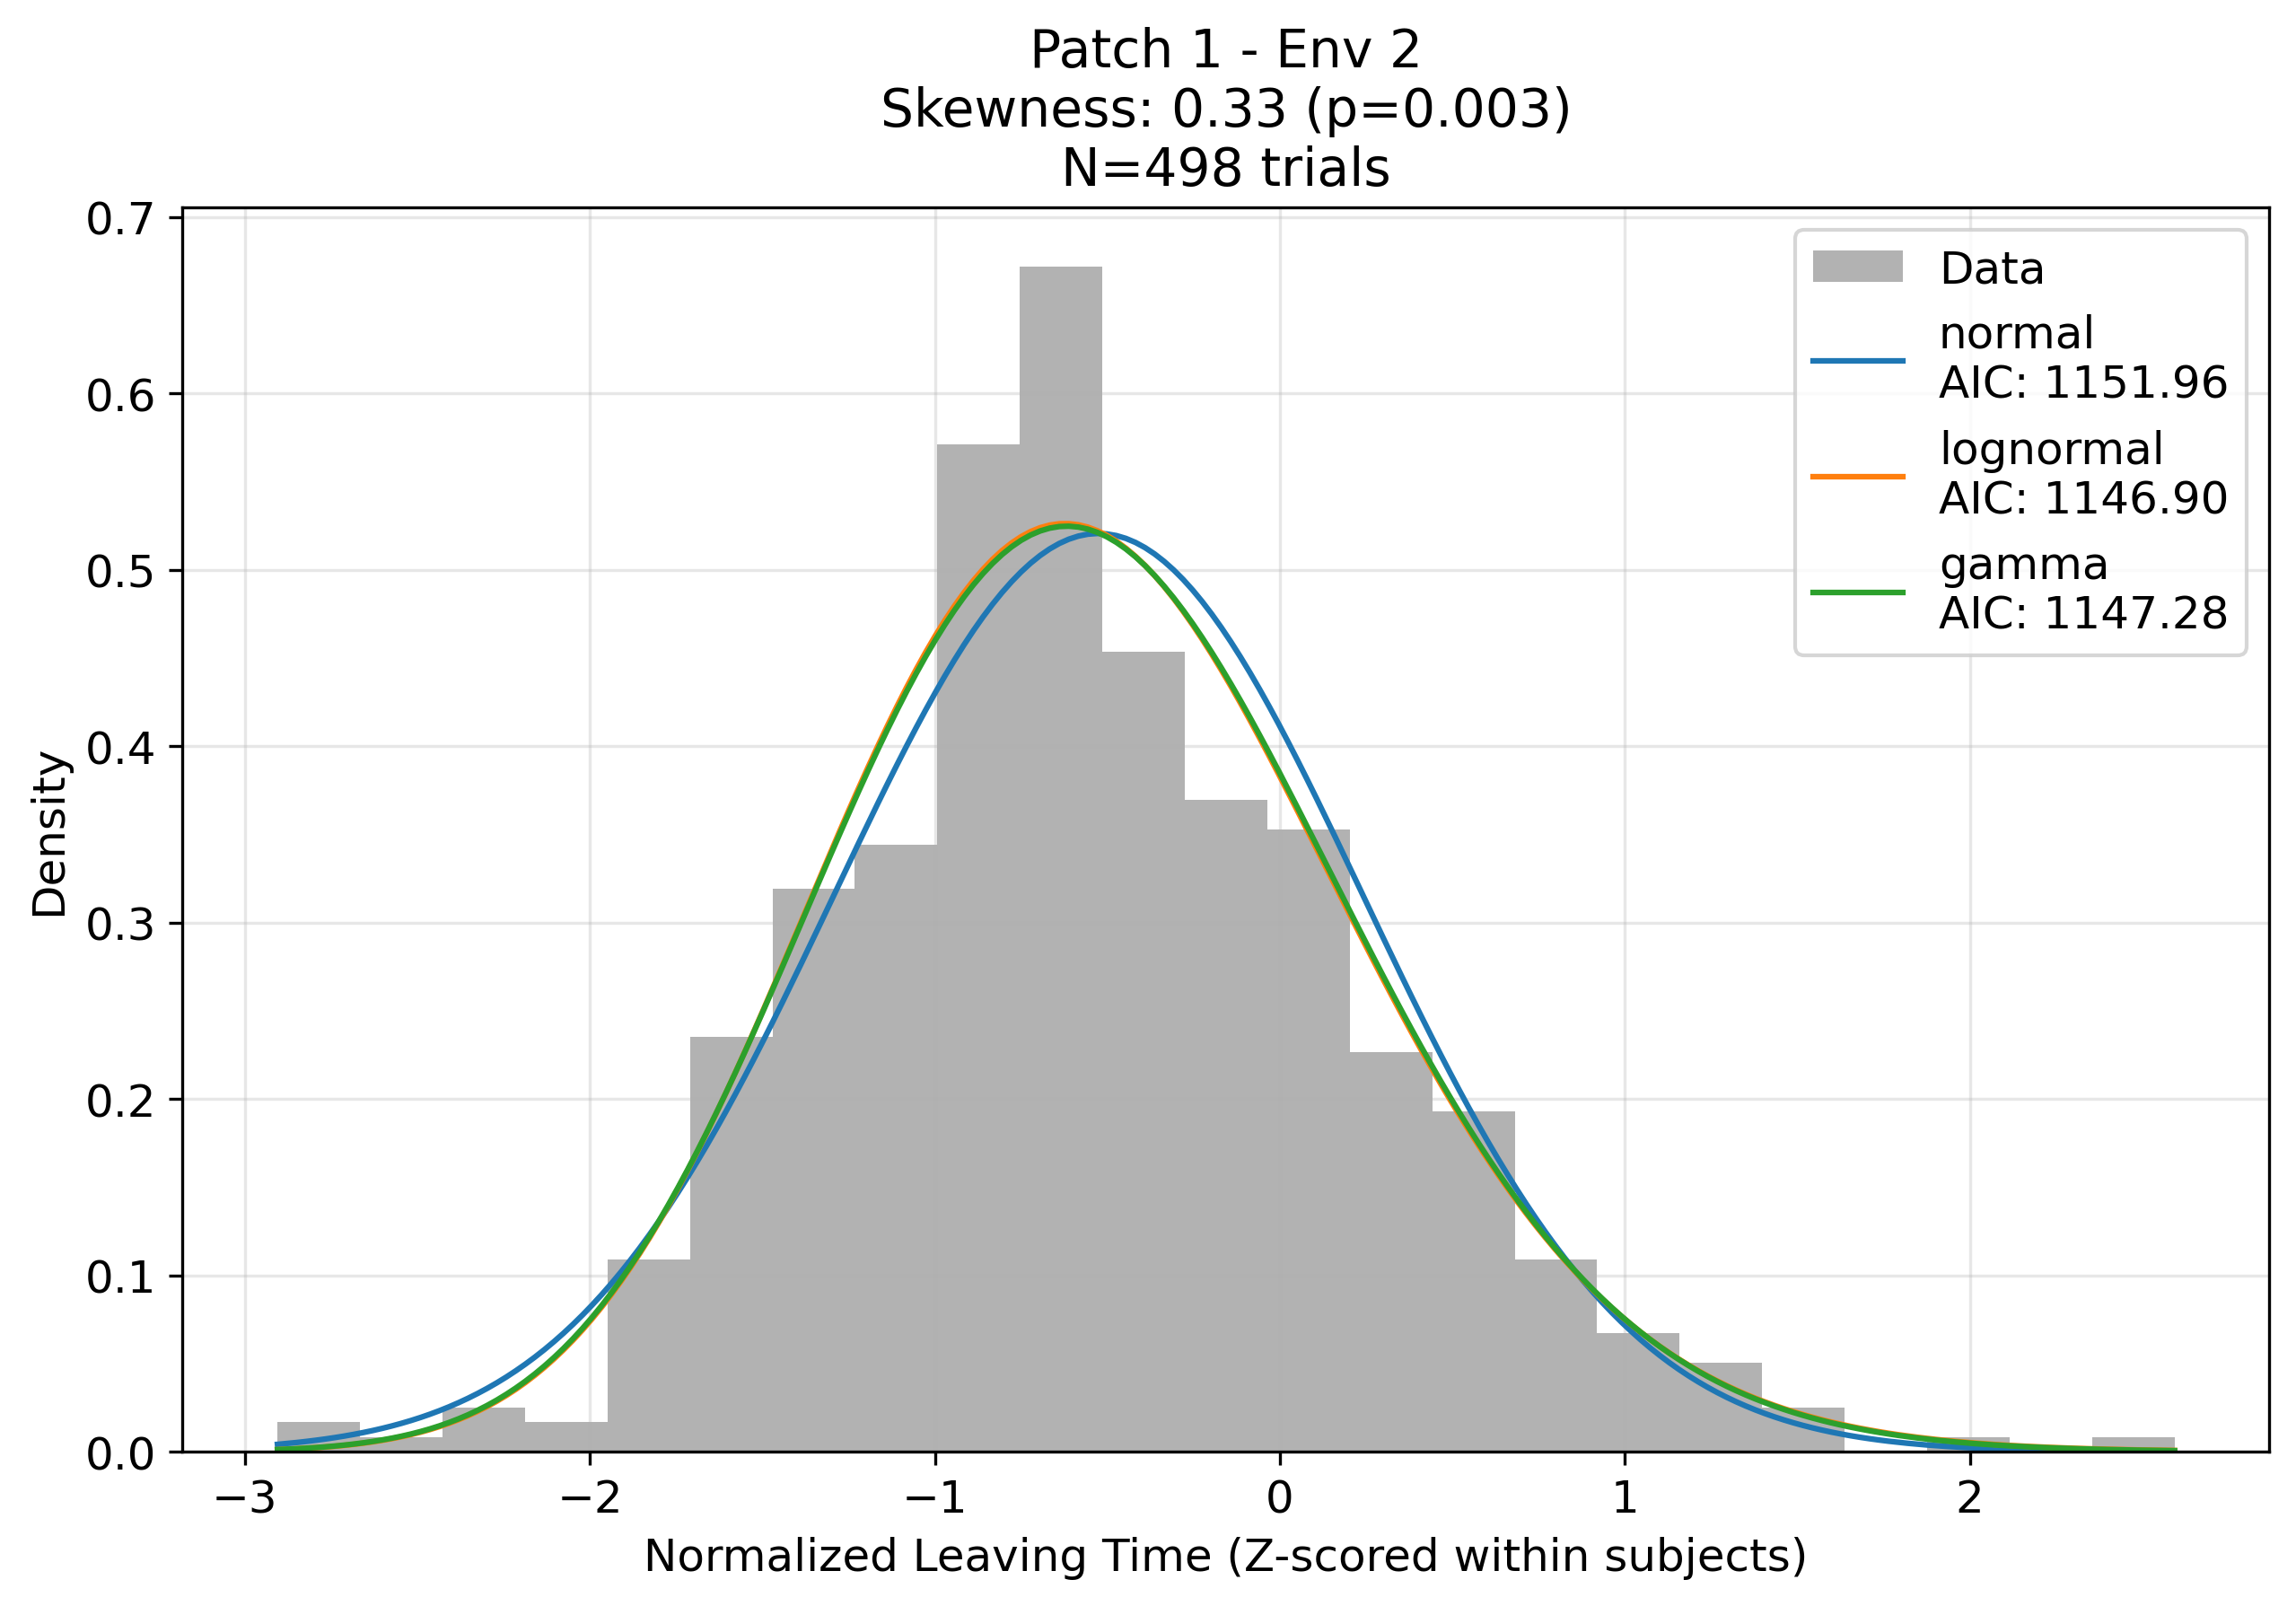 Patch 1 - Env 2
Skewness: 0.33 (p=0.003)
N=498 trials
0.7
0.6
0.5
0.4
0.3
0.2
0.1
0.0
Density
Data
normal
AIC: 1151.96
lognormal
AIC: 1146.90
gamma
AIC: 1147.28
−3 −2 −1 0 1 2
Normalized Leaving Time (Z-scored within subjects)